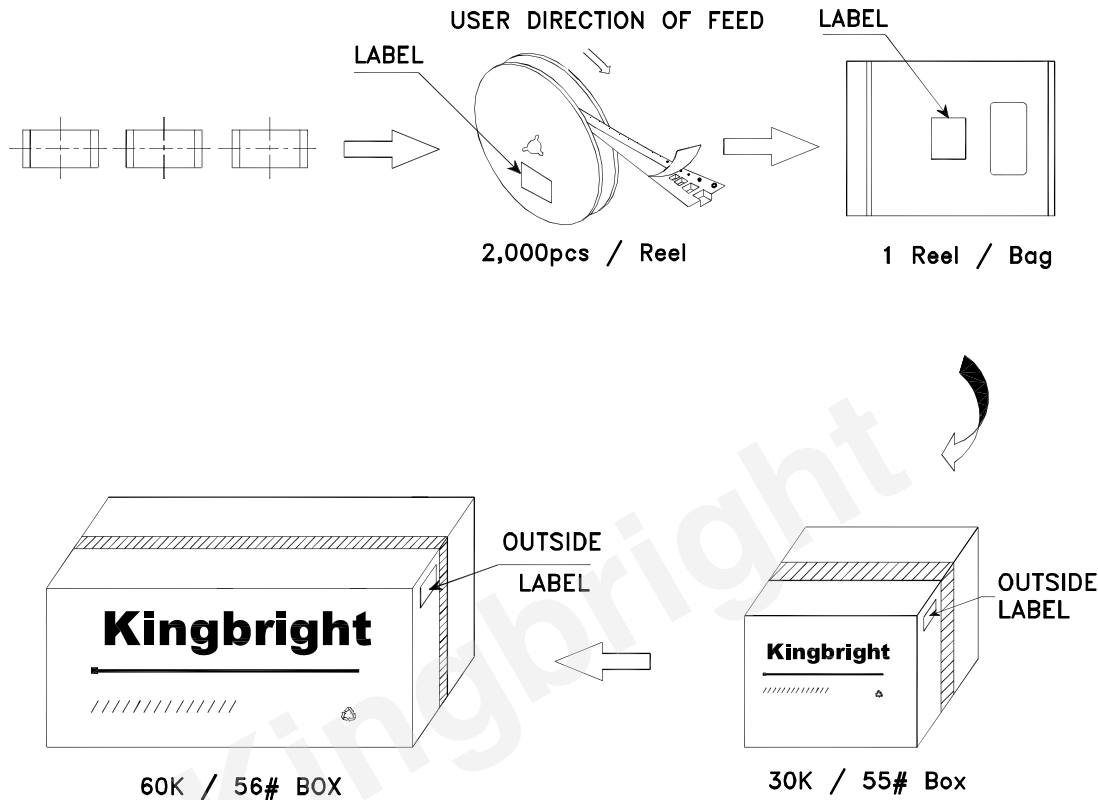 USER DIRECTION OF FEED
LABEL
LABEL
2,000pcs / Reel
1 Reel / Bag
OUTSIDE
LABEL
OUTSIDE
LABEL
Kingbright
Kingbright
60K / 56# BOX
30K / 55# Box
Kingbright